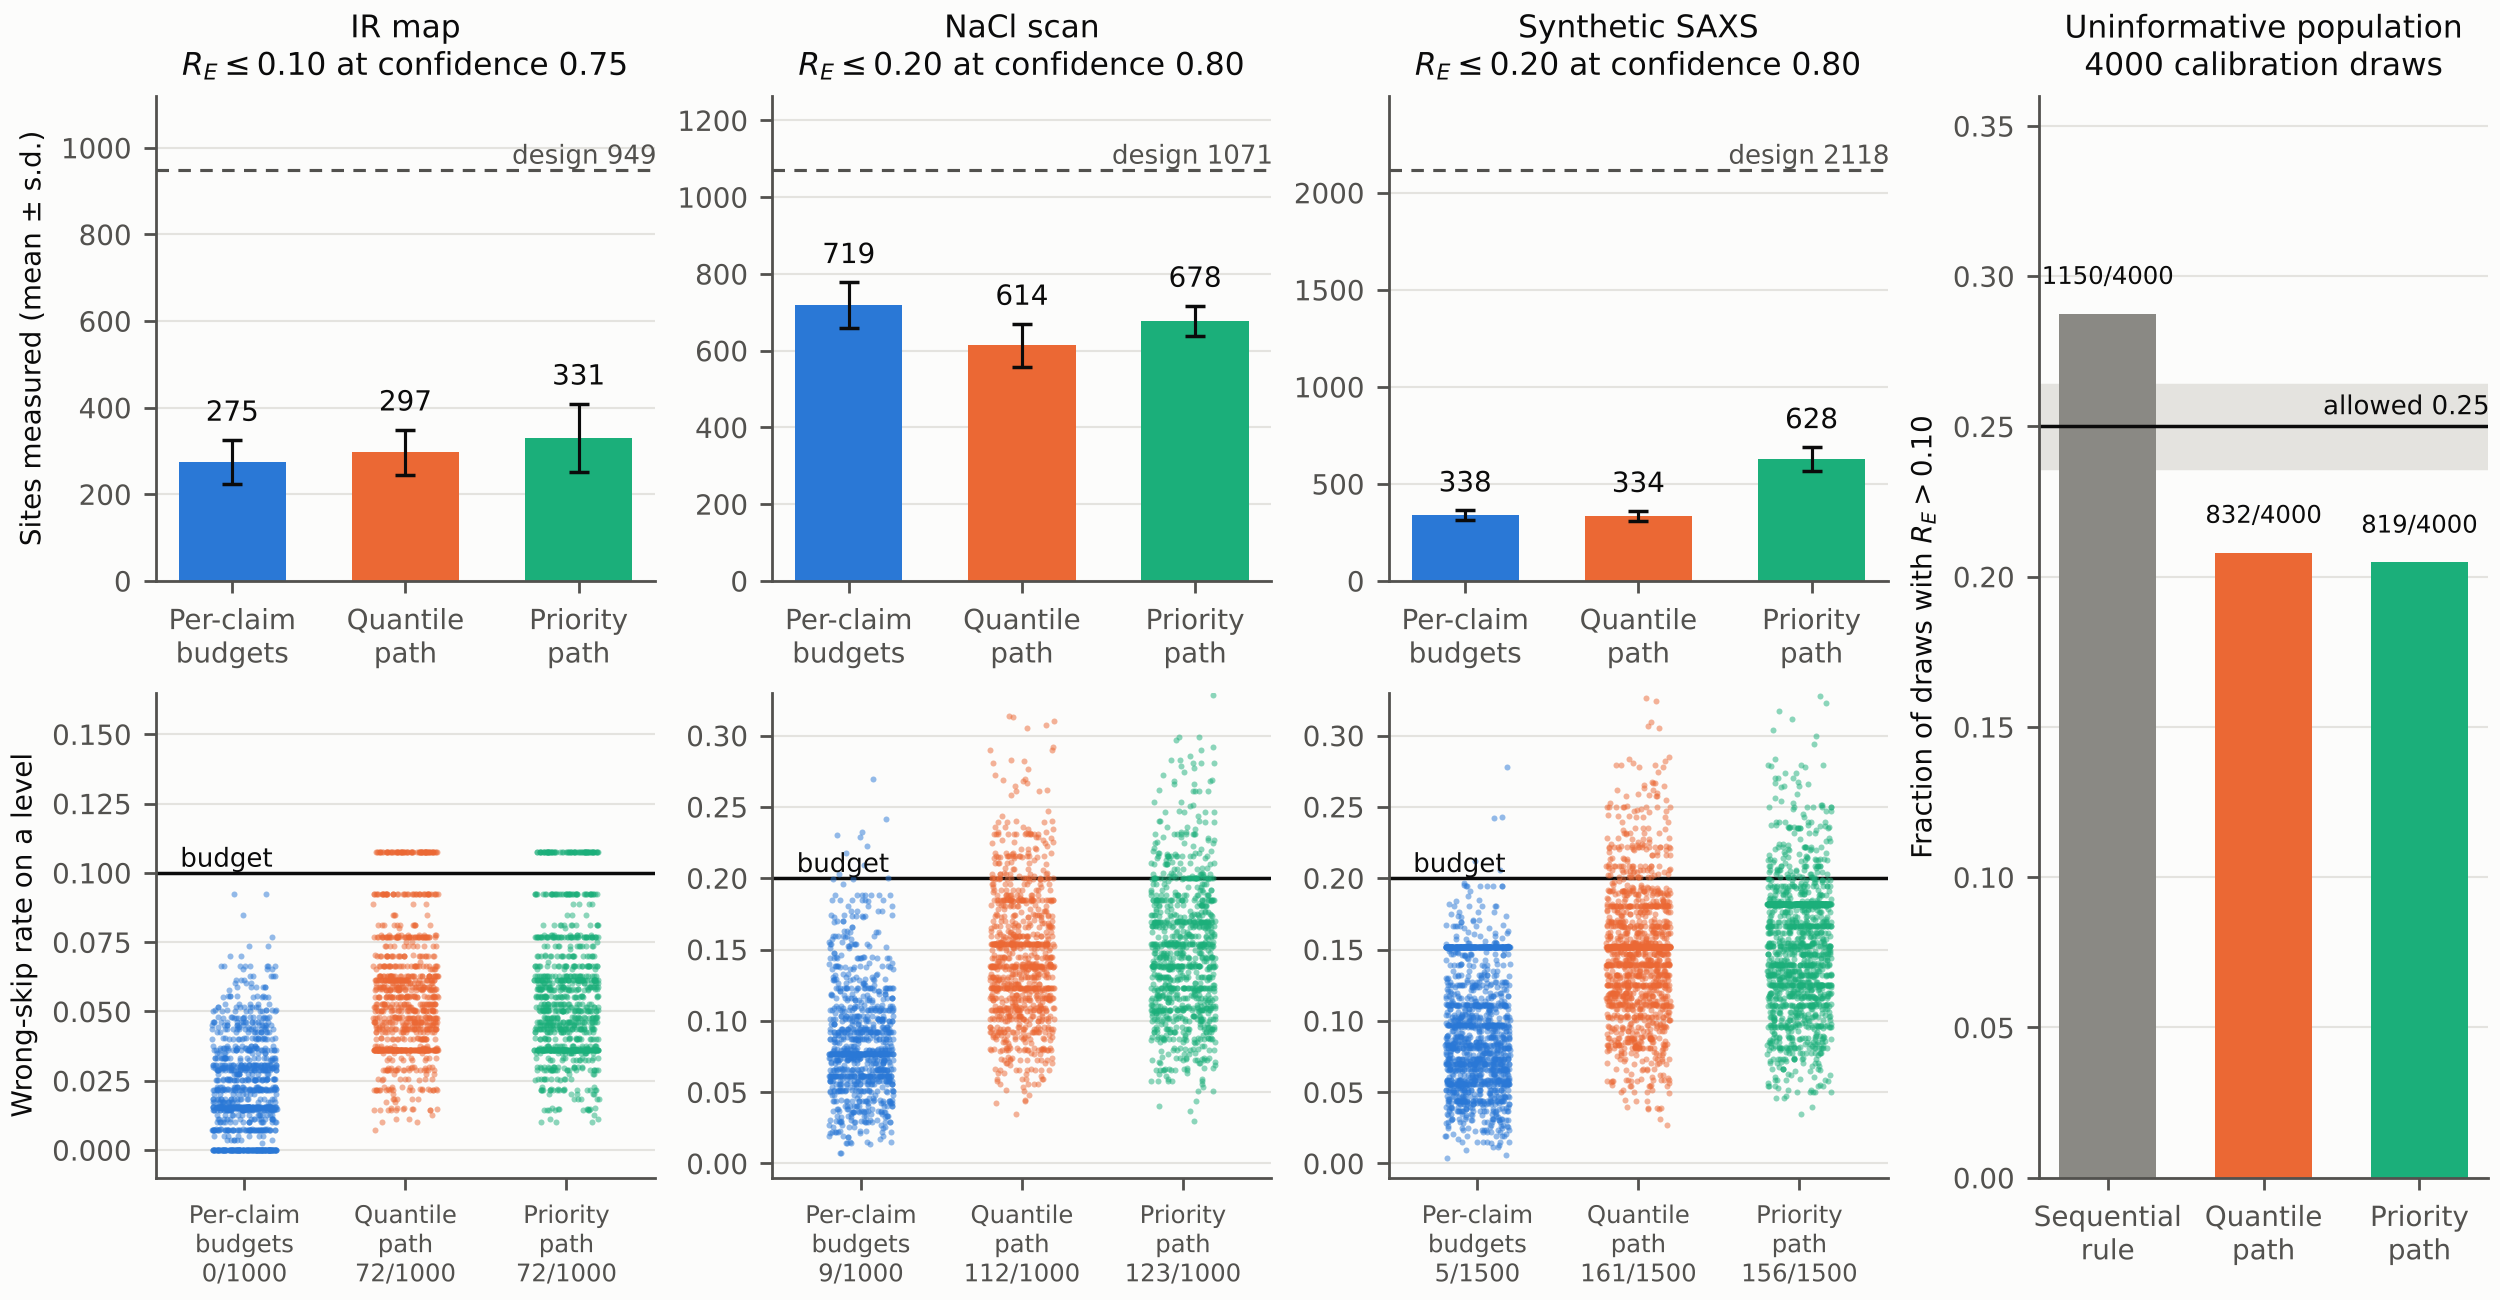 IR map
R_E ≤ 0.10 at confidence 0.75
Sites measured (mean ± s.d.)
1000
800
600
400
200
0
design 949
275
297
331
Per-claim
budgets
Quantile
path
Priority
path
NaCl scan
R_E ≤ 0.20 at confidence 0.80
1200
1000
800
600
400
200
0
design 1071
719
614
678
Per-claim
budgets
Quantile
path
Priority
path
Synthetic SAXS
R_E ≤ 0.20 at confidence 0.80
2000
1500
1000
500
0
design 2118
338
334
628
Per-claim
budgets
Quantile
path
Priority
path
Wrong-skip rate on a level
0.150
0.125
0.100
0.075
0.050
0.025
0.000
budget
Per-claim
budgets
0/1000
Quantile
path
72/1000
Priority
path
72/1000
0.30
0.25
0.20
0.15
0.10
0.05
0.00
budget
Per-claim
budgets
9/1000
Quantile
path
112/1000
Priority
path
123/1000
0.30
0.25
0.20
0.15
0.10
0.05
0.00
budget
Per-claim
budgets
5/1500
Quantile
path
161/1500
Priority
path
156/1500
Uninformative population
4000 calibration draws
Fraction of draws with R_E > 0.10
0.35
0.30
0.25
0.20
0.15
0.10
0.05
0.00
1150/4000
allowed 0.25
832/4000
819/4000
Sequential
rule
Quantile
path
Priority
path